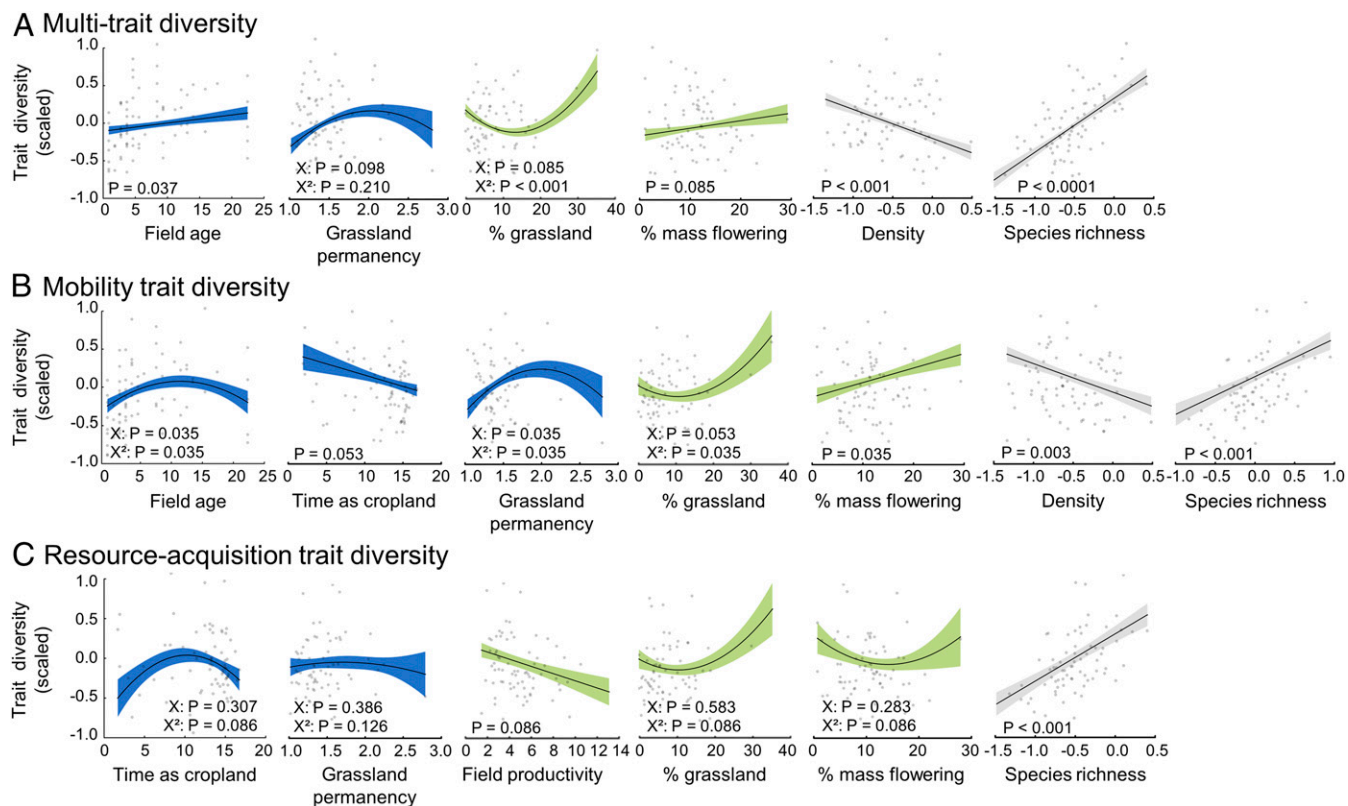 A Multi-trait diversity
Trait diversity
(scaled)
1.0
0.5
0.0
-0.5
-1.0
P = 0.037
X: P = 0.098
X²: P = 0.210
X: P = 0.085
X²: P < 0.001
P = 0.085
P < 0.001
P < 0.0001
0 5 10 15 20 25
1.0 1.5 2.0 2.5 3.0
0 10 20 30 40
0 10 20 30
-1.5 -1.0 -0.5 0.0 0.5
-1.5 -1.0 -0.5 0.0 0.5
Field age
Grassland
permanency
% grassland
% mass flowering
Density
Species richness
B Mobility trait diversity
Trait diversity
(scaled)
1.0
0.5
0.0
-0.5
-1.0
X: P = 0.035
X²: P = 0.035
P = 0.053
X: P = 0.035
X²: P = 0.035
X: P = 0.053
X²: P = 0.035
P = 0.035
P = 0.003
P < 0.001
0 5 10 15 20 25
0 5 10 15 20
1.0 1.5 2.0 2.5 3.0
0 10 20 30 40
0 10 20 30
-1.5 -1.0 -0.5 0.0 0.5
-1.0 -0.5 0.0 0.5 1.0
Field age
Time as cropland
Grassland
permanency
% grassland
% mass flowering
Density
Species richness
C Resource-acquisition trait diversity
Trait diversity
(scaled)
1.0
0.5
0.0
-0.5
-1.0
X: P = 0.307
X²: P = 0.086
X: P = 0.386
X²: P = 0.126
P = 0.086
X: P = 0.583
X²: P = 0.086
X: P = 0.283
X²: P = 0.086
P < 0.001
0 5 10 15 20
1.0 1.5 2.0 2.5 3.0
0 2 4 6 8 10 12 14
0 10 20 30 40
0 10 20 30
-1.5 -1.0 -0.5 0.0 0.5
Time as cropland
Grassland
permanency
Field productivity
% grassland
% mass flowering
Species richness